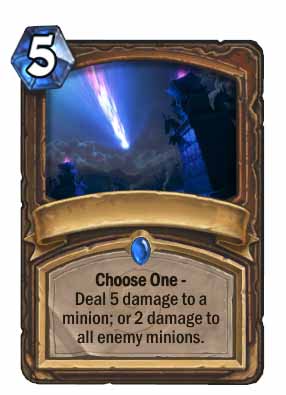 5
Choose One -
Deal 5 damage to a
minion; or 2 damage to
all enemy minions.